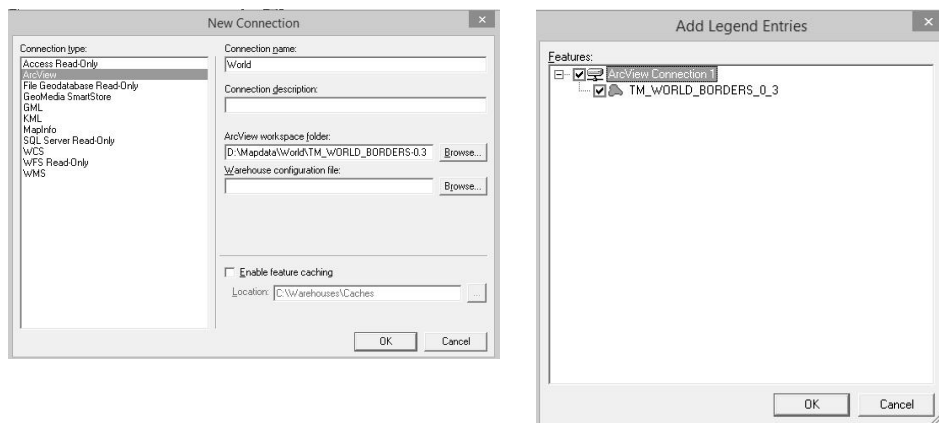 New Connection
Connection type:
Access Read-Only
ArcView
File Geodatabase Read-Only
GeoMedia SmartStore
GML
KML
MapInfo
SQL Server Read-Only
WCS
WFS Read-Only
WMS
Connection name:
World
Connection description:
ArcView workspace folder:
D:\Mapdata\World\TM_WORLD_BORDERS-0.3
Browse...
Warehouse configuration file:
Browse...
Enable feature caching
Location: C:\Warehouses\Caches
...
OK
Cancel
Add Legend Entries
Features:
ArcView Connection 1
TM_WORLD_BORDERS_0_3
OK
Cancel